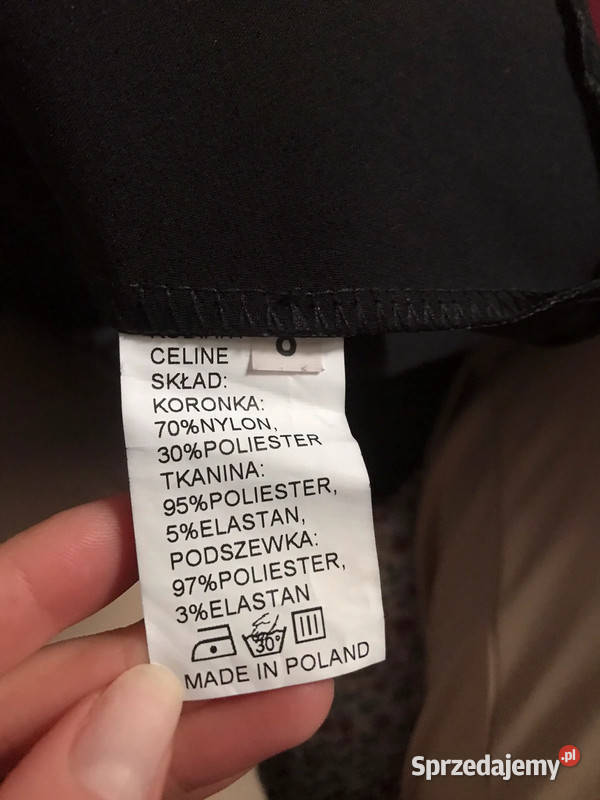 CELINE
SKŁAD:
KORONKA:
70%NYLON,
30%POLIESTER
TKANINA:
95%POLIESTER,
5%ELASTAN,
PODSZEWKA:
97%POLIESTER,
3%ELASTAN
30°
MADE IN POLAND
Sprzedajemy.pl